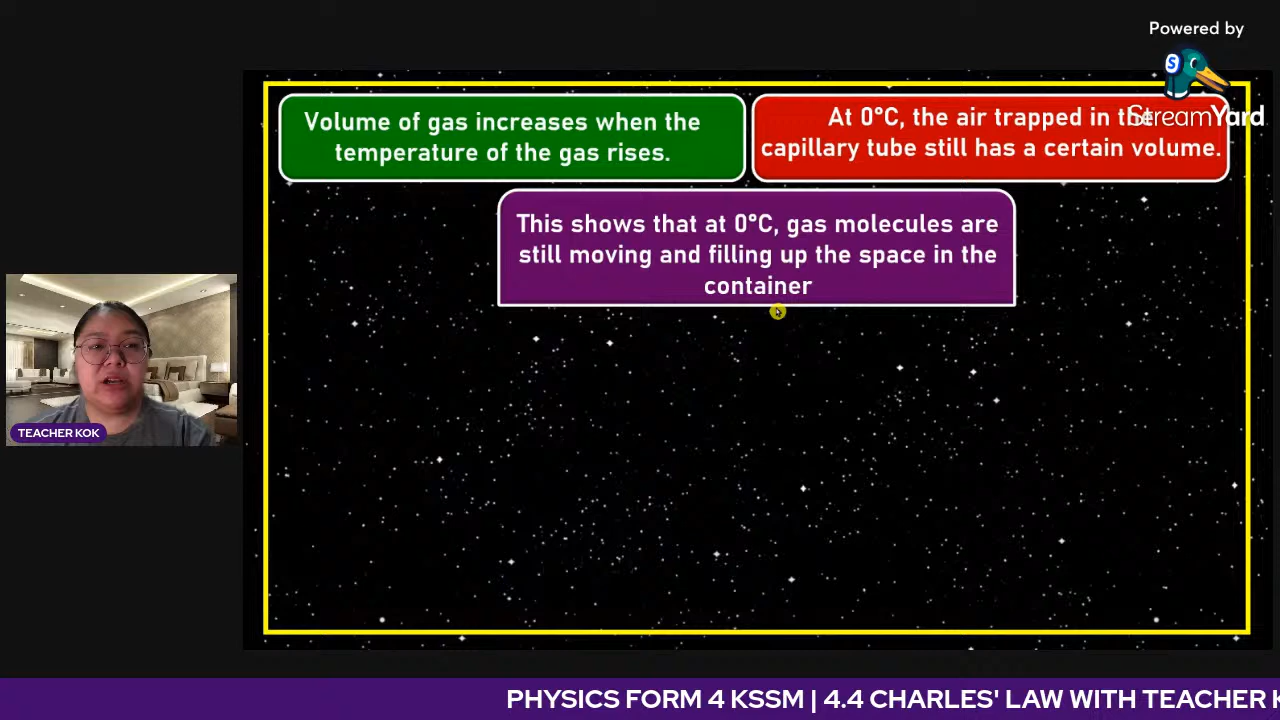 Powered by
StreamYard
Volume of gas increases when the
temperature of the gas rises.
At 0°C, the air trapped in the
capillary tube still has a certain volume.
This shows that at 0°C, gas molecules are
still moving and filling up the space in the
container
TEACHER KOK
PHYSICS FORM 4 KSSM | 4.4 CHARLES' LAW WITH TEACHER K